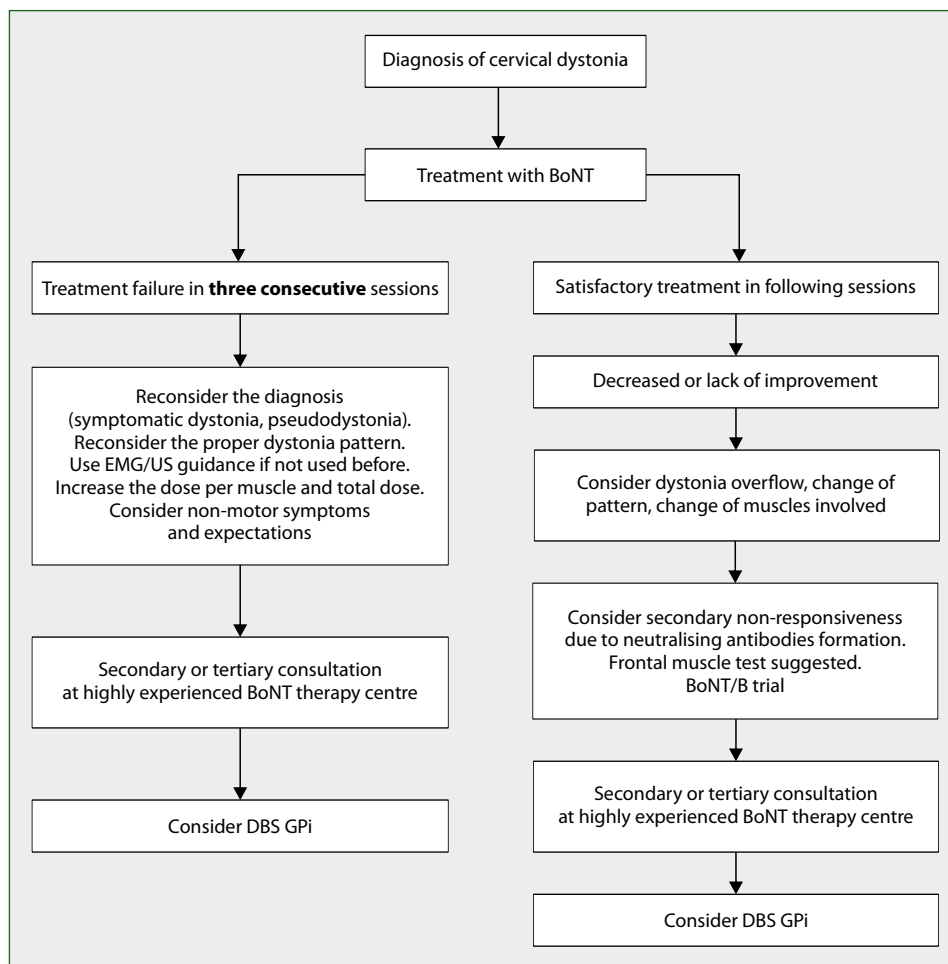 Diagnosis of cervical dystonia
Treatment with BoNT
Treatment failure in three consecutive sessions
Reconsider the diagnosis
(symptomatic dystonia, pseudodystonia).
Reconsider the proper dystonia pattern.
Use EMG/US guidance if not used before.
Increase the dose per muscle and total dose.
Consider non-motor symptoms
and expectations
Secondary or tertiary consultation
at highly experienced BoNT therapy centre
Consider DBS GPi
Satisfactory treatment in following sessions
Decreased or lack of improvement
Consider dystonia overflow, change of
pattern, change of muscles involved
Consider secondary non-responsiveness
due to neutralising antibodies formation.
Frontal muscle test suggested.
BoNT/B trial
Secondary or tertiary consultation
at highly experienced BoNT therapy centre
Consider DBS GPi